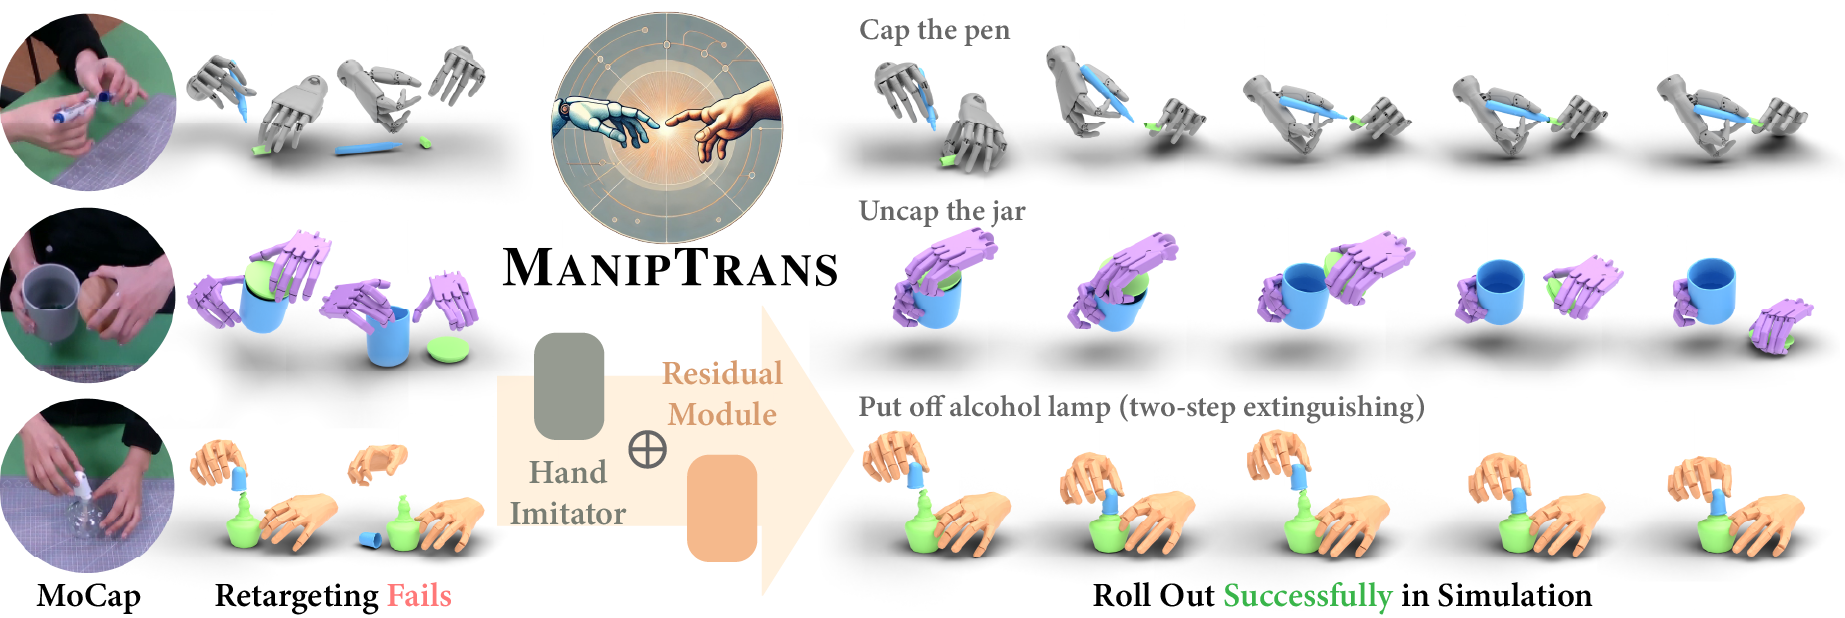 Cap the pen
Uncap the jar
MANIPTRANS
Residual
Module
Hand
Imitator
Put off alcohol lamp (two-step extinguishing)
MoCap
Retargeting Fails
Roll Out Successfully in Simulation